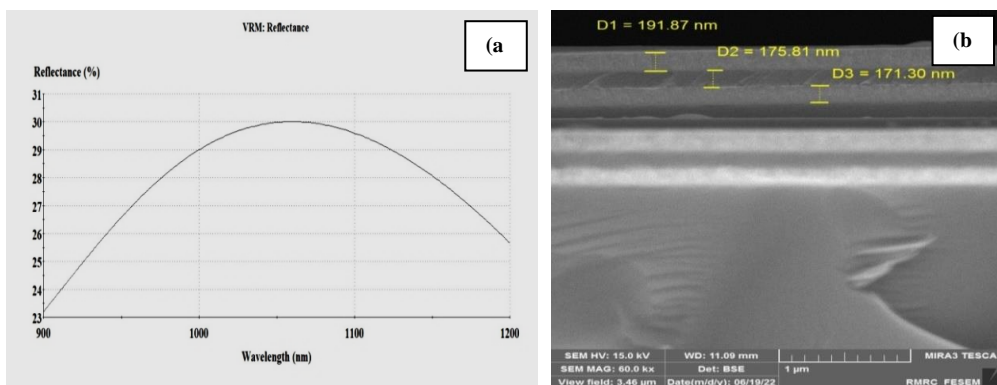 VRM: Reflectance
(a
Reflectance (%)
31
30
29
28
27
26
25
24
23
900
1000
1100
1200
Wavelength (nm)
D1 = 191.87 nm
(b)
D2 = 175.81 nm
D3 = 171.30 nm
SEM HV: 15.0 kV WD: 11.09 mm MIRA3 TESCA
SEM MAG: 60.0 kx Det: BSE 1 µm
View field: 3.46 µm Date(m/d/y): 06/19/22 RMRC FESEM